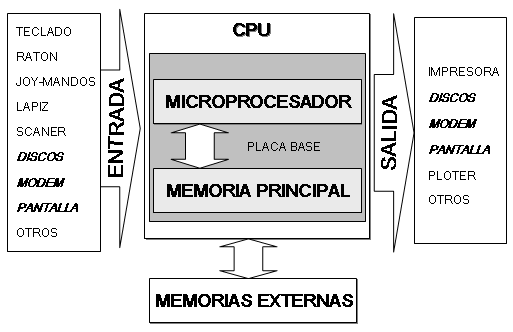 TECLADO
RATON
JOY-MANDOS
LAPIZ
SCANER
DISCOS
MODEM
PANTALLA
OTROS
ENTRADA
CPU
MICROPROCESADOR
PLACA BASE
MEMORIA PRINCIPAL
SALIDA
IMPRESORA
DISCOS
MODEM
PANTALLA
PLOTER
OTROS
MEMORIAS EXTERNAS